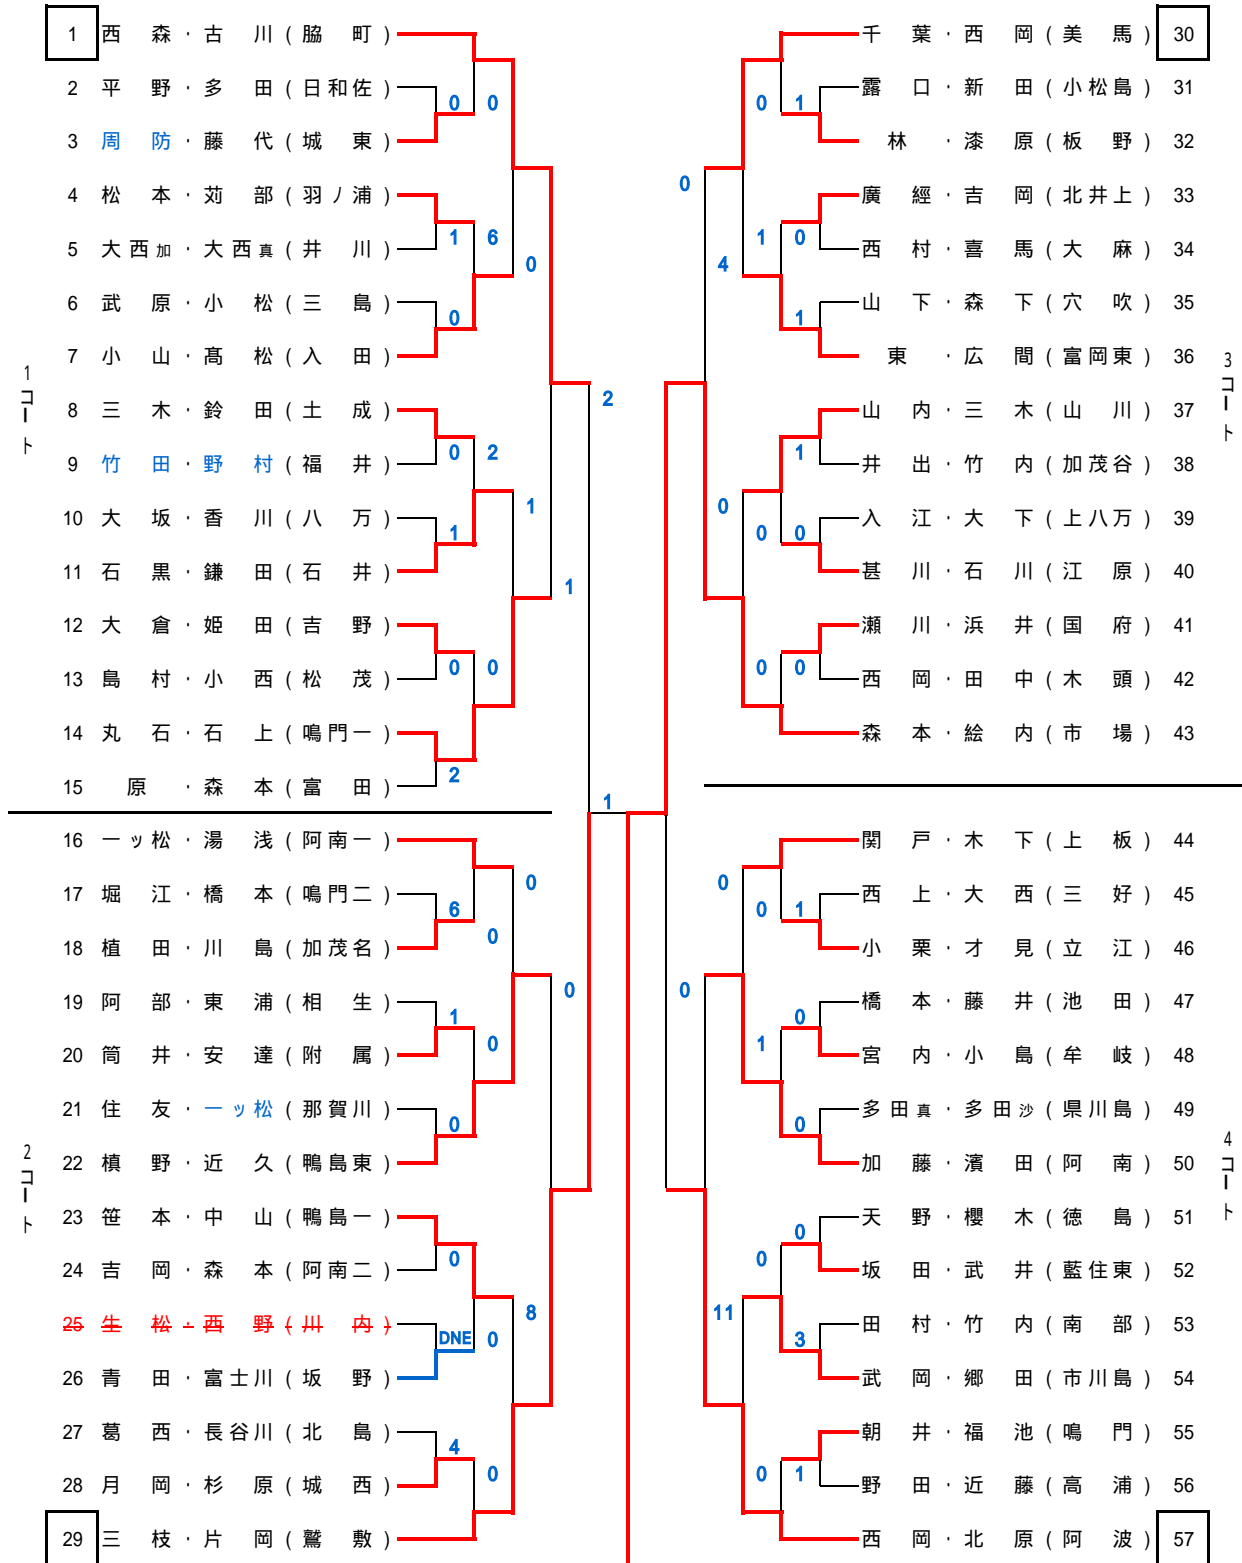 1 西森・古川(脇町)
2 平野・多田(日和佐)
3 周防・藤代(城東)
4 松本・苅部(羽ノ浦)
5 大西加・大西真(井川)
6 武原・小松(三島)
7 小山・髙松(入田)
8 三木・鈴田(土成)
9 竹田・野村(福井)
10 大坂・香川(八万)
11 石黒・鎌田(石井)
12 大倉・姫田(吉野)
13 島村・小西(松茂)
14 丸石・石上(鳴門一)
15 原・森本(富田)
1コート
0 0
1 6
0
0
0 2
1
1
0 0
2
0
1
1
2
16 一ッ松・湯浅(阿南一)
17 堀江・橋本(鳴門二)
18 植田・川島(加茂名)
19 阿部・東浦(相生)
20 筒井・安達(附属)
21 住友・一ッ松(那賀川)
22 槙野・近久(鴨島東)
23 笹本・中山(鴨島一)
24 吉岡・森本(阿南二)
25 生松・西野(川内)
26 青田・富士川(坂野)
27 葛西・長谷川(北島)
28 月岡・杉原(城西)
29 三枝・片岡(鷲敷)
2コート
6 0
0
1 0
0
0
0
DNE 0
8
4 0
1
千葉・西岡(美馬) 30
露口・新田(小松島) 31
林・漆原(板野) 32
廣經・吉岡(北井上) 33
西村・喜馬(大麻) 34
山下・森下(穴吹) 35
東・広間(富岡東) 36
山内・三木(山川) 37
井出・竹内(加茂谷) 38
入江・大下(上八万) 39
甚川・石川(江原) 40
瀬川・浜井(国府) 41
西岡・田中(木頭) 42
森本・絵内(市場) 43
3コート
0 1
0
1 0
4
1
1
0
0 0
0 0
関戸・木下(上板) 44
西上・大西(三好) 45
小栗・才見(立江) 46
橋本・藤井(池田) 47
宮内・小島(牟岐) 48
多田真・多田沙(県川島) 49
加藤・濱田(阿南) 50
天野・櫻木(徳島) 51
坂田・武井(藍住東) 52
田村・竹内(南部) 53
武岡・郷田(市川島) 54
朝井・福池(鳴門) 55
野田・近藤(高浦) 56
西岡・北原(阿波) 57
4コート
0
0 1
0
0
1
0
0
0
11
3
0 1